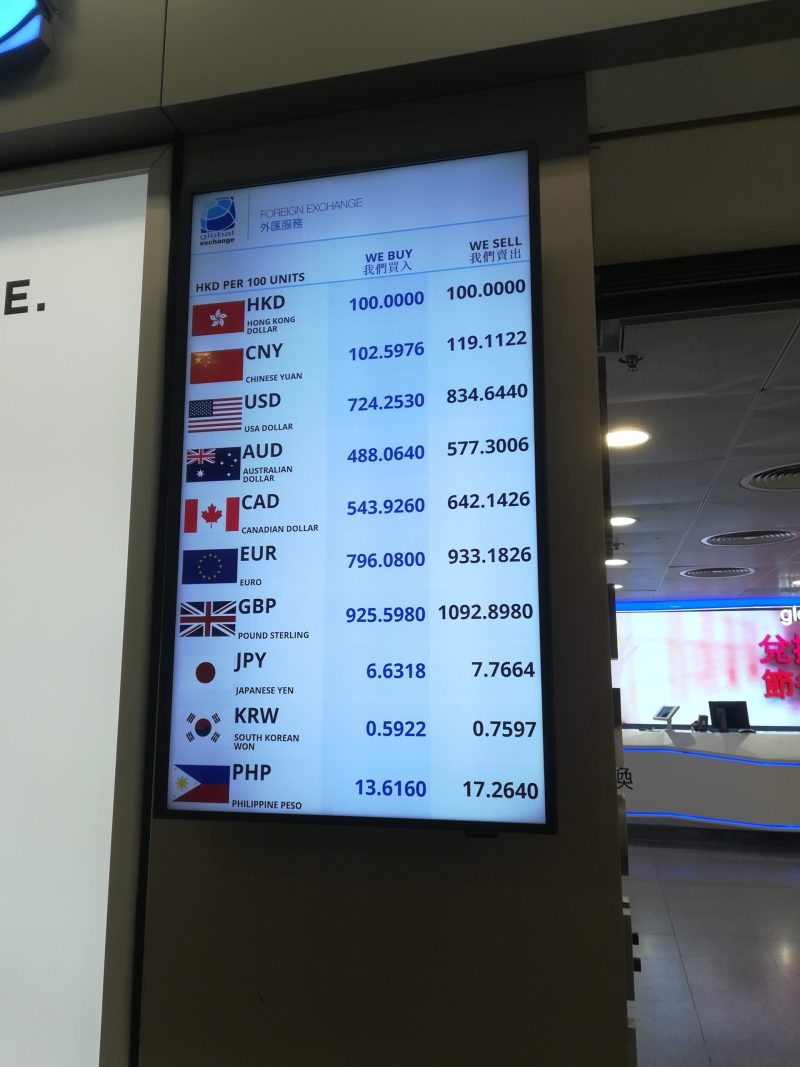 E.
global
exchange
FOREIGN EXCHANGE
外匯服務
HKD PER 100 UNITS
WE BUY
我們買入
WE SELL
我們賣出
HKD 100.0000 100.0000
HONG KONG
DOLLAR
CNY 102.5976 119.1122
CHINESE YUAN
USD 724.2530 834.6440
USA DOLLAR
AUD 488.0640 577.3006
AUSTRALIAN
DOLLAR
CAD 543.9260 642.1426
CANADIAN DOLLAR
EUR 796.0800 933.1826
EURO
GBP 925.5980 1092.8980
POUND STERLING
JPY 6.6318 7.7664
JAPANESE YEN
KRW 0.5922 0.7597
SOUTH KOREAN
WON
PHP 13.6160 17.2640
PHILIPPINE PESO
兌
節
換